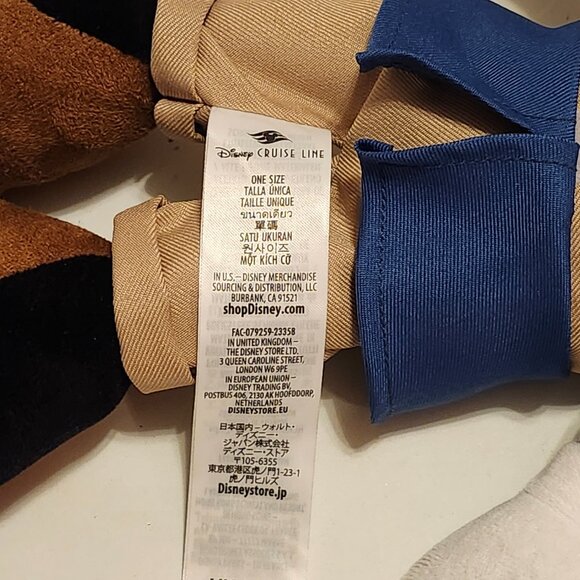 Disney CRUISE LINE
ONE SIZE
TALLA ÚNICA
TAILLE UNIQUE
ขนาดเดียว
單碼
SATU UKURAN
원사이즈
MỘT KÍCH CỠ
IN U.S.– DISNEY MERCHANDISE
SOURCING & DISTRIBUTION, LLC
BURBANK, CA 91521
shopDisney.com
FAC-079259-23358
IN UNITED KINGDOM –
THE DISNEY STORE LTD.
3 QUEEN CAROLINE STREET,
LONDON W6 9PE
IN EUROPEAN UNION –
DISNEY TRADING BV,
POSTBUS 406, 2130 AK HOOFDDORP,
NETHERLANDS
DISNEYSTORE.EU
日本国内–ウォルト・
ディズニー・
ジャパン株式会社
ディズニー・ストア
〒105-6355
東京都港区虎ノ門1-23-1
虎ノ門ヒルズ
Disneystore.jp